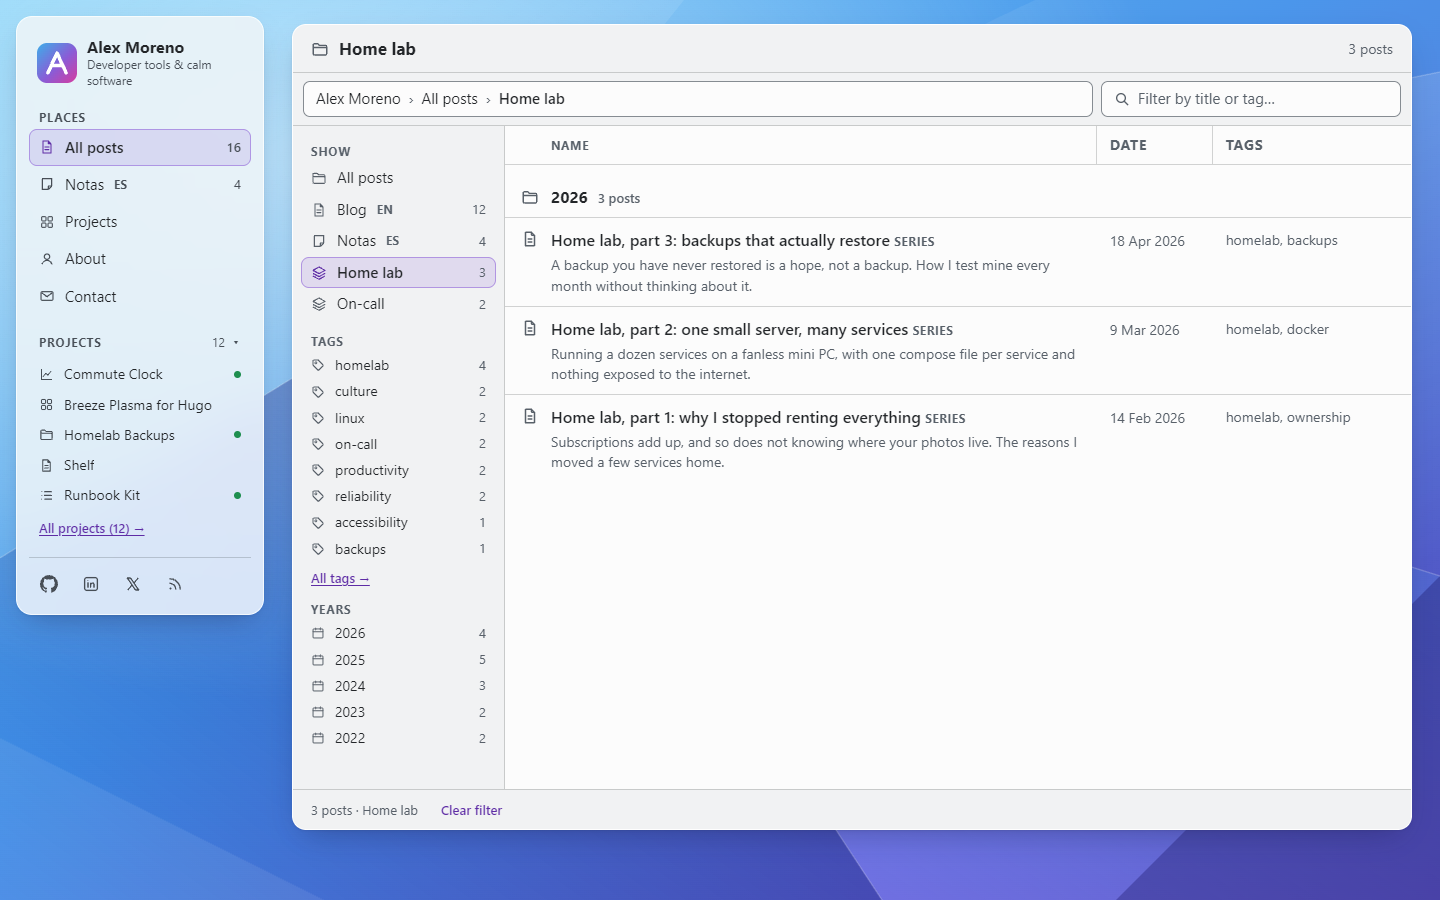 Alex Moreno
Developer tools & calm
software
PLACES
All posts 16
Notas ES 4
Projects
About
Contact
PROJECTS 12
Commute Clock
Breeze Plasma for Hugo
Homelab Backups
Shelf
Runbook Kit
All projects (12) →
Home lab 3 posts
Alex Moreno › All posts › Home lab
Filter by title or tag...
SHOW
All posts
Blog EN 12
Notas ES 4
Home lab 3
On-call 2
TAGS
homelab 4
culture 2
linux 2
on-call 2
productivity 2
reliability 2
accessibility 1
backups 1
All tags →
YEARS
2026 4
2025 5
2024 3
2023 2
2022 2
NAME DATE TAGS
2026 3 posts
Home lab, part 3: backups that actually restore SERIES 18 Apr 2026 homelab, backups
A backup you have never restored is a hope, not a backup. How I test mine every
month without thinking about it.
Home lab, part 2: one small server, many services SERIES 9 Mar 2026 homelab, docker
Running a dozen services on a fanless mini PC, with one compose file per service and
nothing exposed to the internet.
Home lab, part 1: why I stopped renting everything SERIES 14 Feb 2026 homelab, ownership
Subscriptions add up, and so does not knowing where your photos live. The reasons I
moved a few services home.
3 posts · Home lab Clear filter